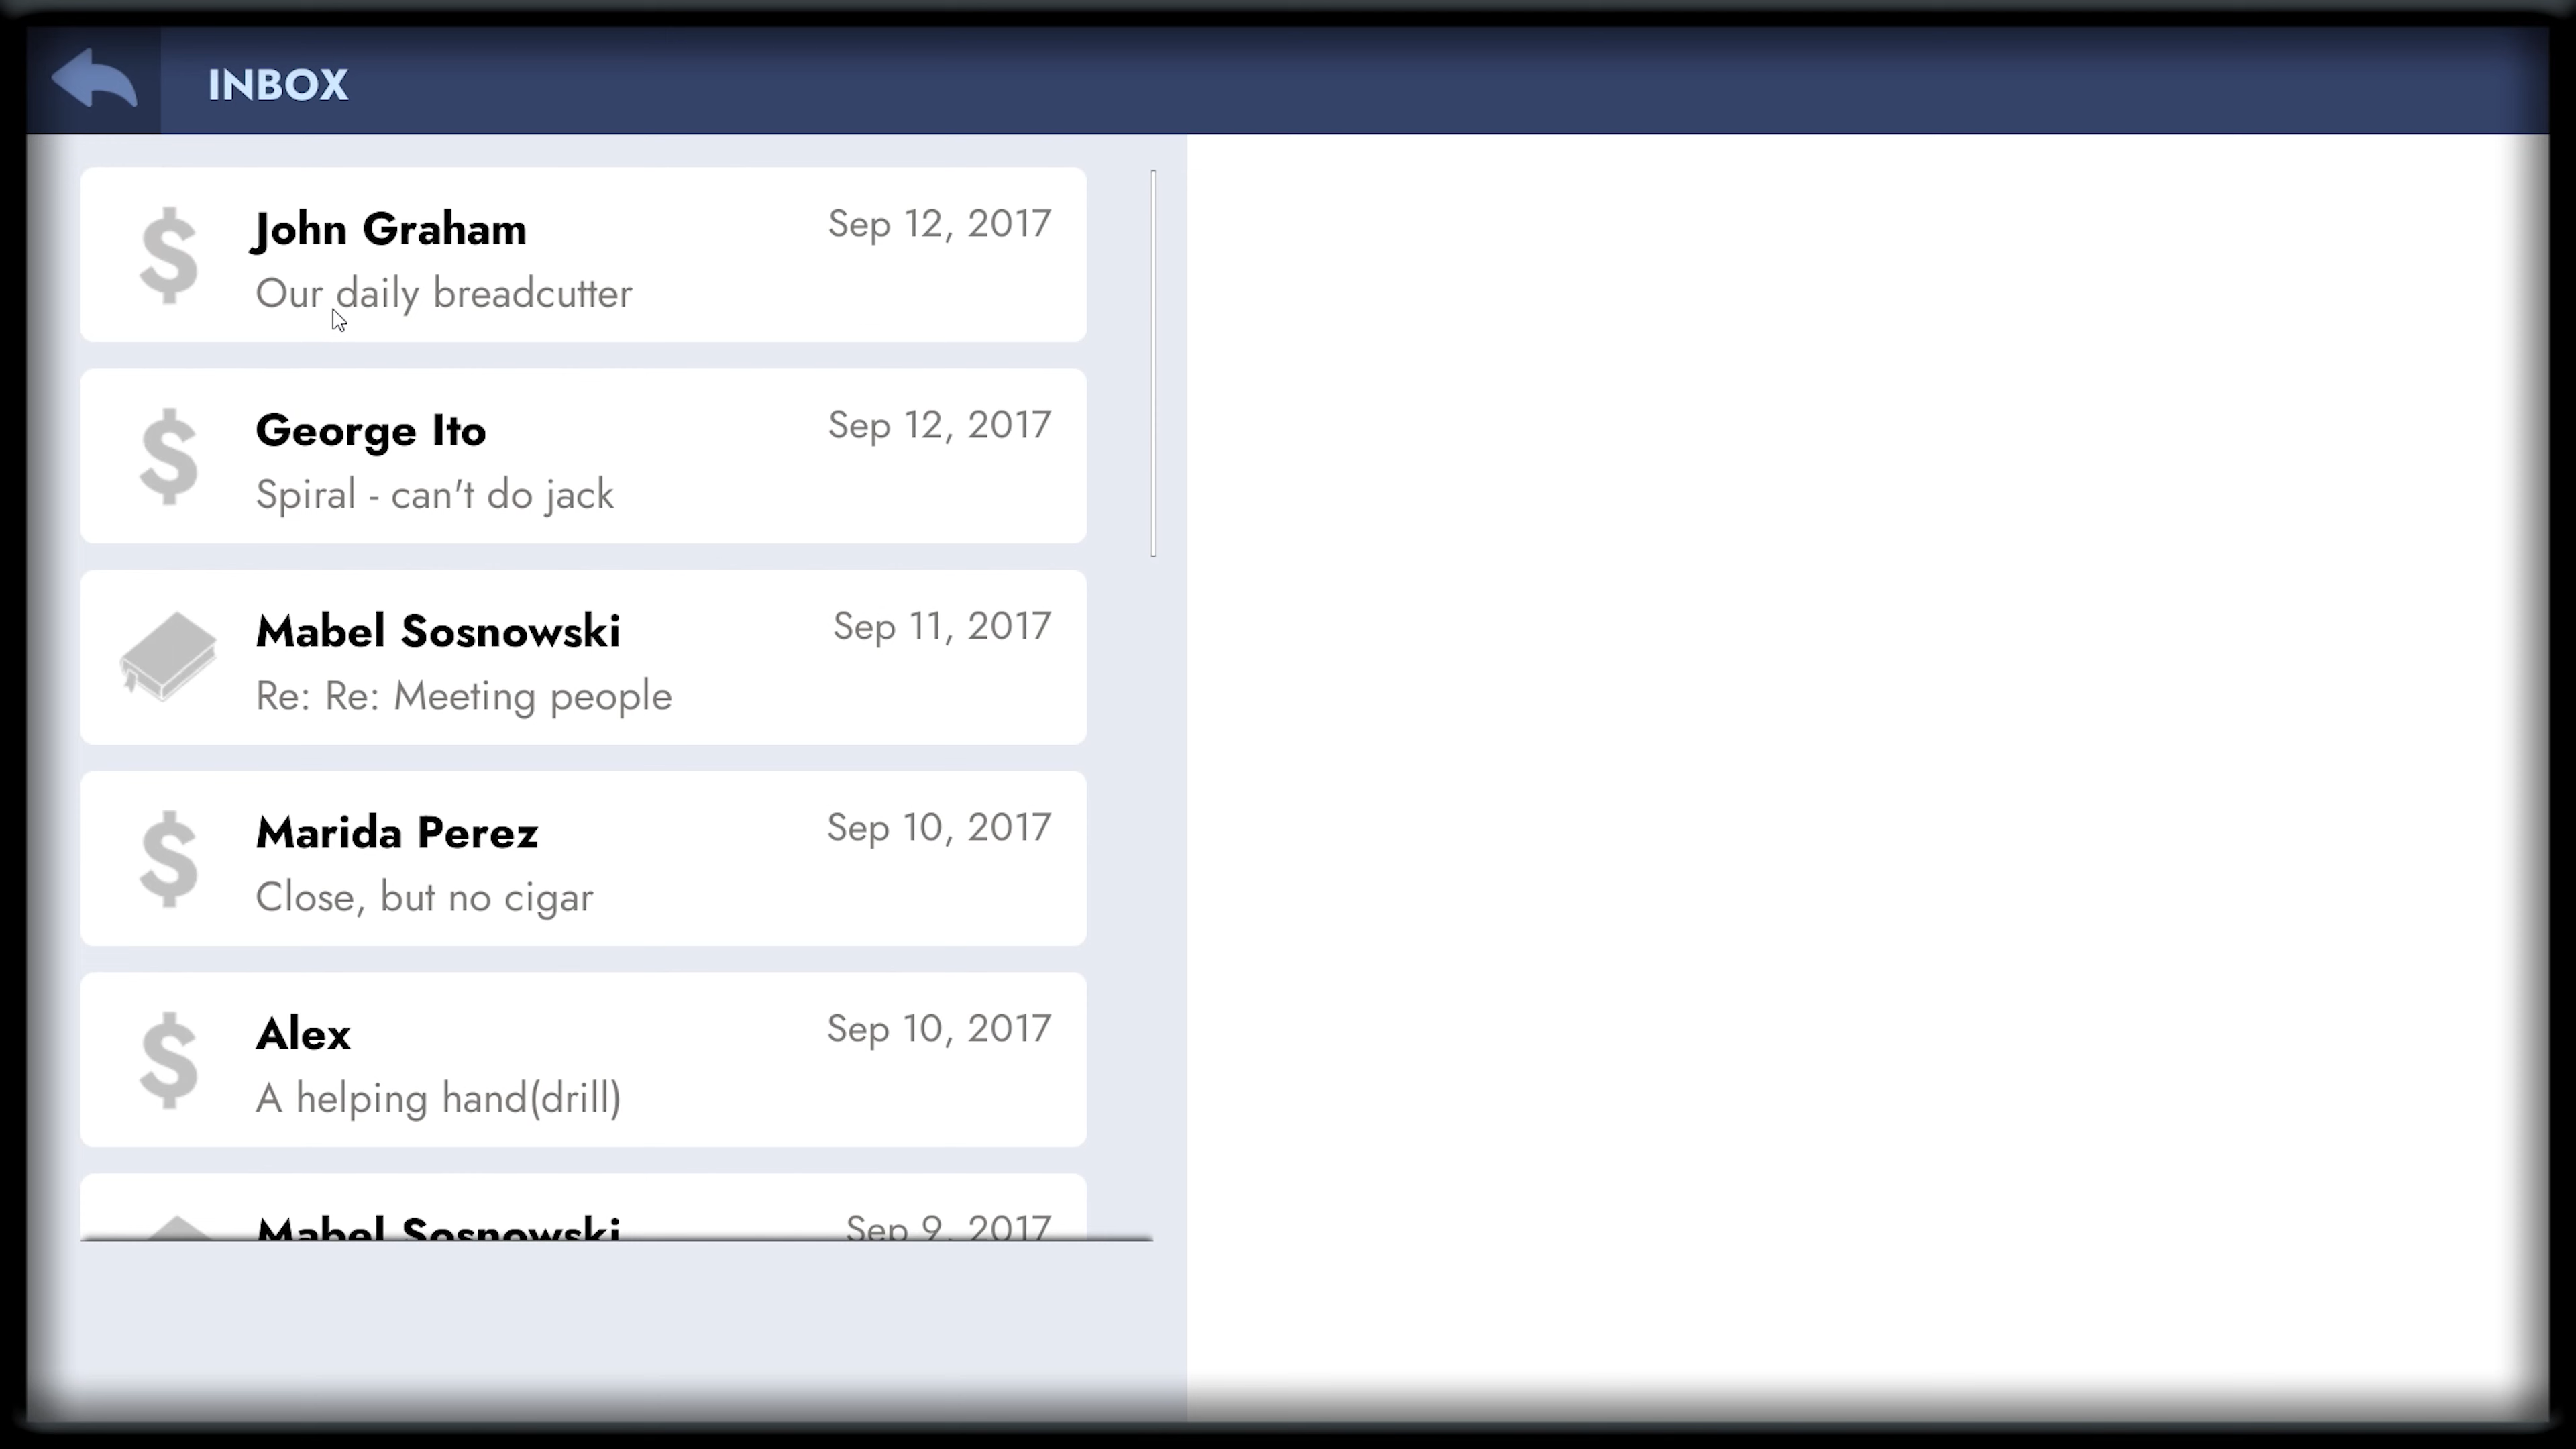 INBOX
John Graham
Sep 12, 2017
Our daily breadcutter
George Ito
Sep 12, 2017
Spiral - can't do jack
Mabel Sosnowski
Sep 11, 2017
Re: Re: Meeting people
Marida Perez
Sep 10, 2017
Close, but no cigar
Alex
Sep 10, 2017
A helping hand(drill)
Mabel Sosnowski
Sep 9, 2017